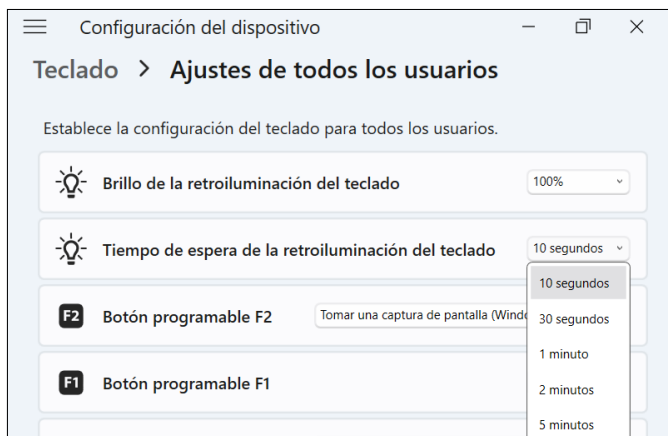 Configuración del dispositivo
Teclado > Ajustes de todos los usuarios
Establece la configuración del teclado para todos los usuarios.
Brillo de la retroiluminación del teclado 100%
Tiempo de espera de la retroiluminación del teclado 10 segundos
10 segundos
F2 Botón programable F2 Tomar una captura de pantalla
30 segundos
1 minuto
F1 Botón programable F1
2 minutos
5 minutos